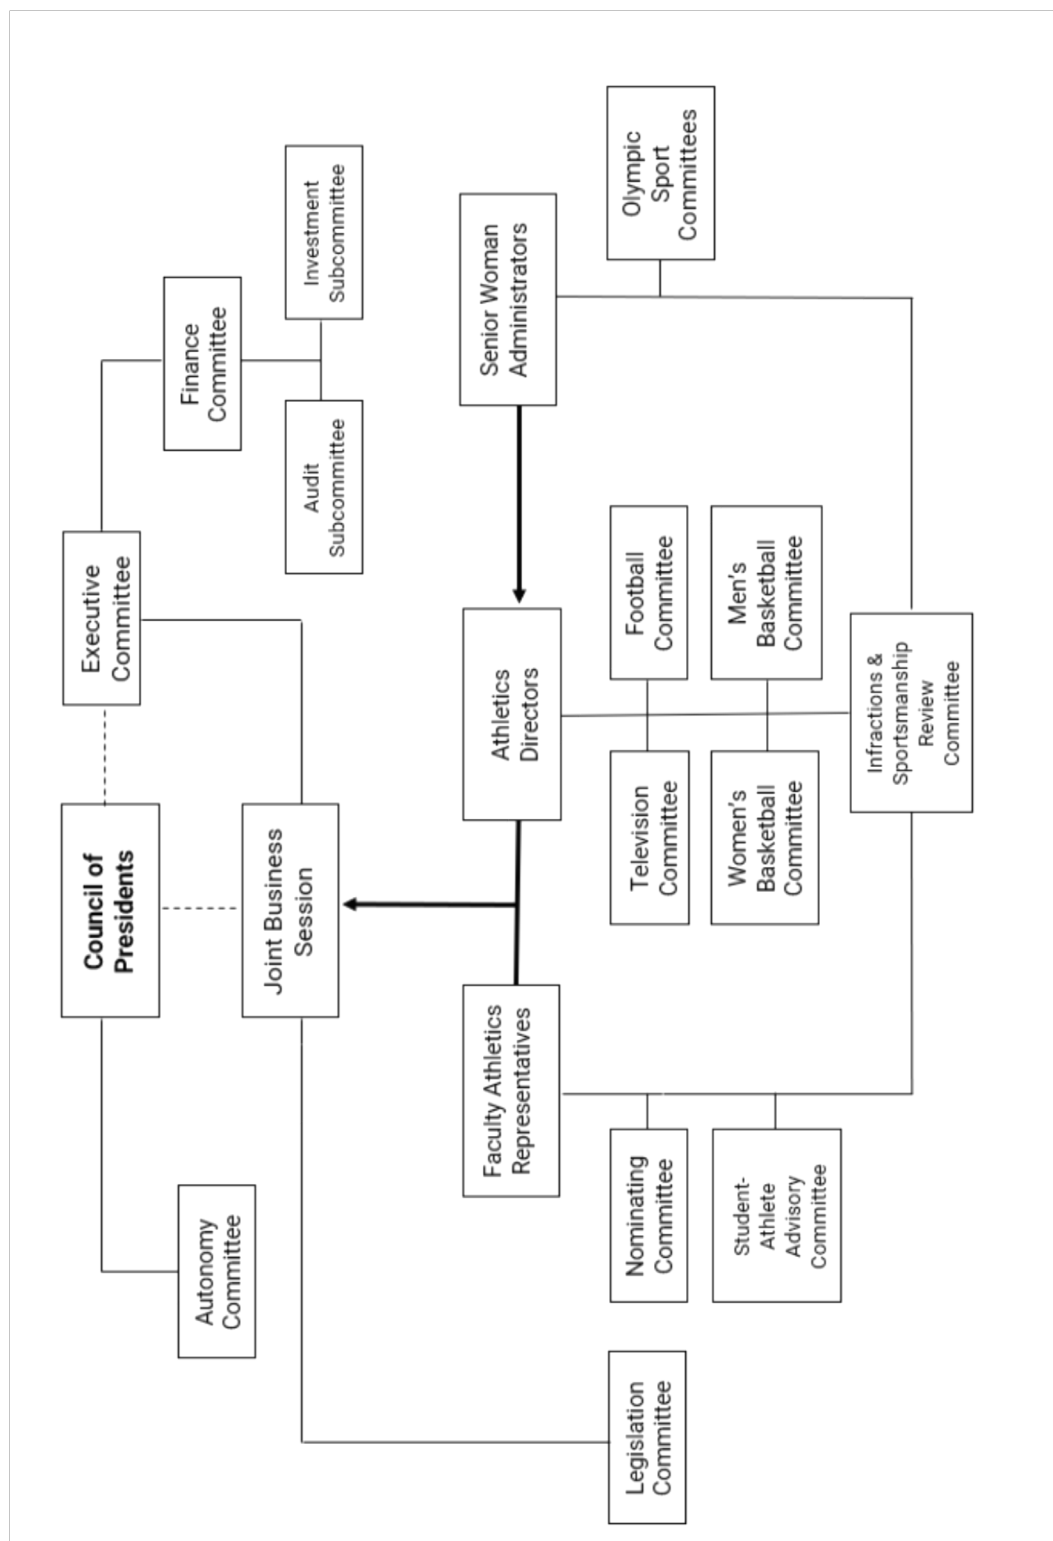 Council of
Presidents
Executive
Committee
Autonomy
Committee
Finance
Committee
Joint Business
Session
Audit
Subcommittee
Investment
Subcommittee
Faculty Athletics
Representatives
Athletics
Directors
Senior Woman
Administrators
Legislation
Committee
Nominating
Committee
Television
Committee
Football
Committee
Olympic
Sport
Committees
Student-
Athlete
Advisory
Committee
Women's
Basketball
Committee
Men's
Basketball
Committee
Infractions &
Sportsmanship
Review
Committee